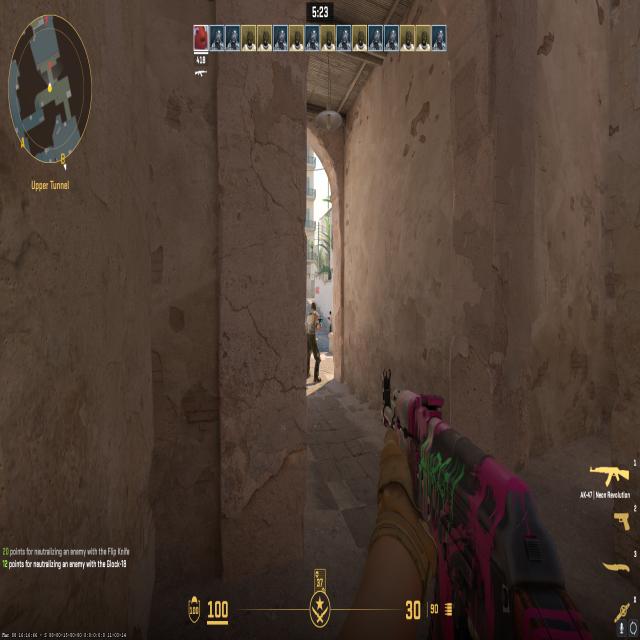 5:23
418
A
B
Upper Tunnel
1
AK-47 | Neon Revolution
2
3
20 points for neutralizing an enemy with the Flip Knife
12 points for neutralizing an enemy with the Glock-18
37
100
100
30
90